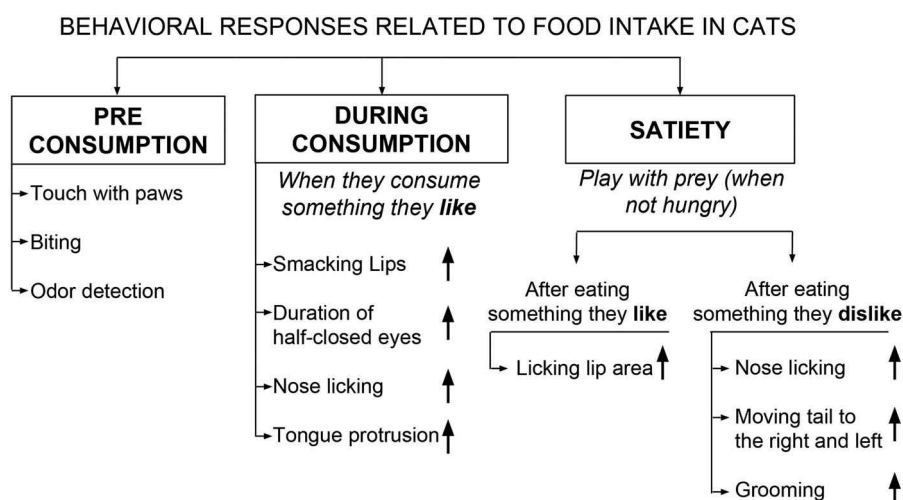 BEHAVIORAL RESPONSES RELATED TO FOOD INTAKE IN CATS
PRE
CONSUMPTION
Touch with paws
Biting
Odor detection
DURING
CONSUMPTION
When they consume
something they like
Smacking Lips
Duration of
half-closed eyes
Nose licking
Tongue protrusion
SATIETY
Play with prey (when
not hungry)
After eating
something they like
Licking lip area
After eating
something they dislike
Nose licking
Moving tail to
the right and left
Grooming